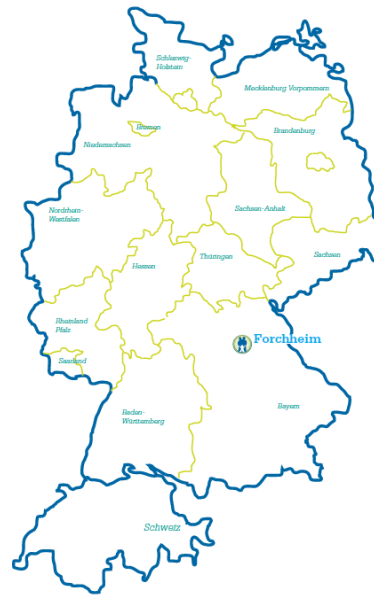 Schleswig-
Holstein
Mecklenburg Vorpommern
Bremen
Brandenburg
Niedersachsen
Nordrhein-
Westfalen
Sachsen-Anhalt
Hessen
Thüringen
Sachsen
Rheinland
Pfalz
Forchheim
Saarland
Baden-
Württemberg
Bayern
Schweiz